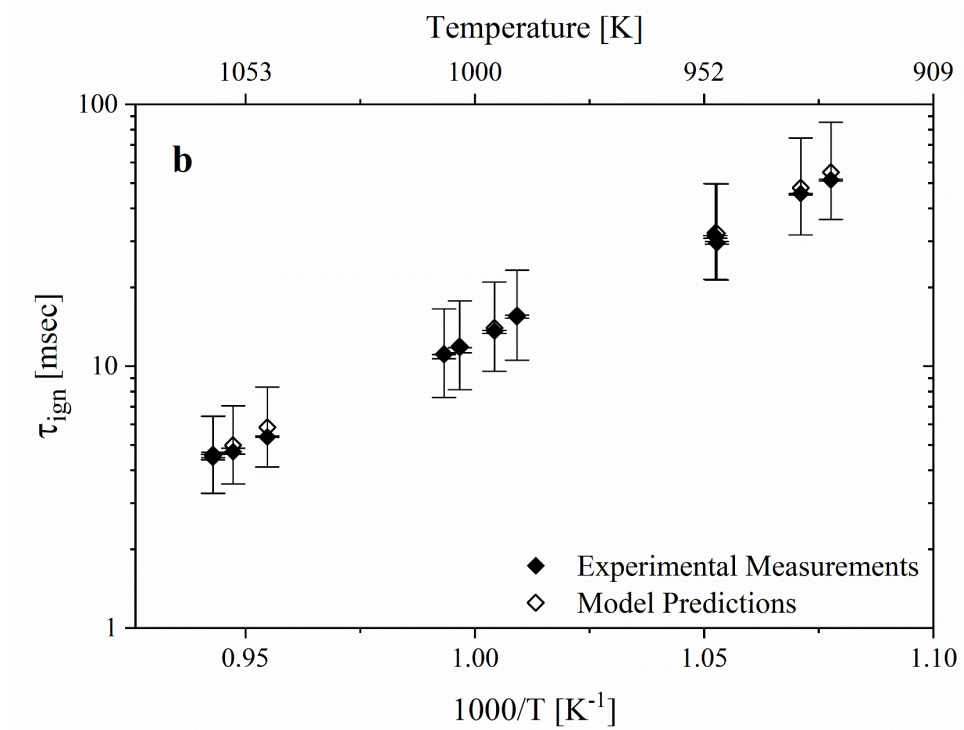 Temperature [K]
1053 1000 952 909
100
b
10
τign [msec]
Experimental Measurements
Model Predictions
1
0.95 1.00 1.05 1.10
1000/T [K-1]